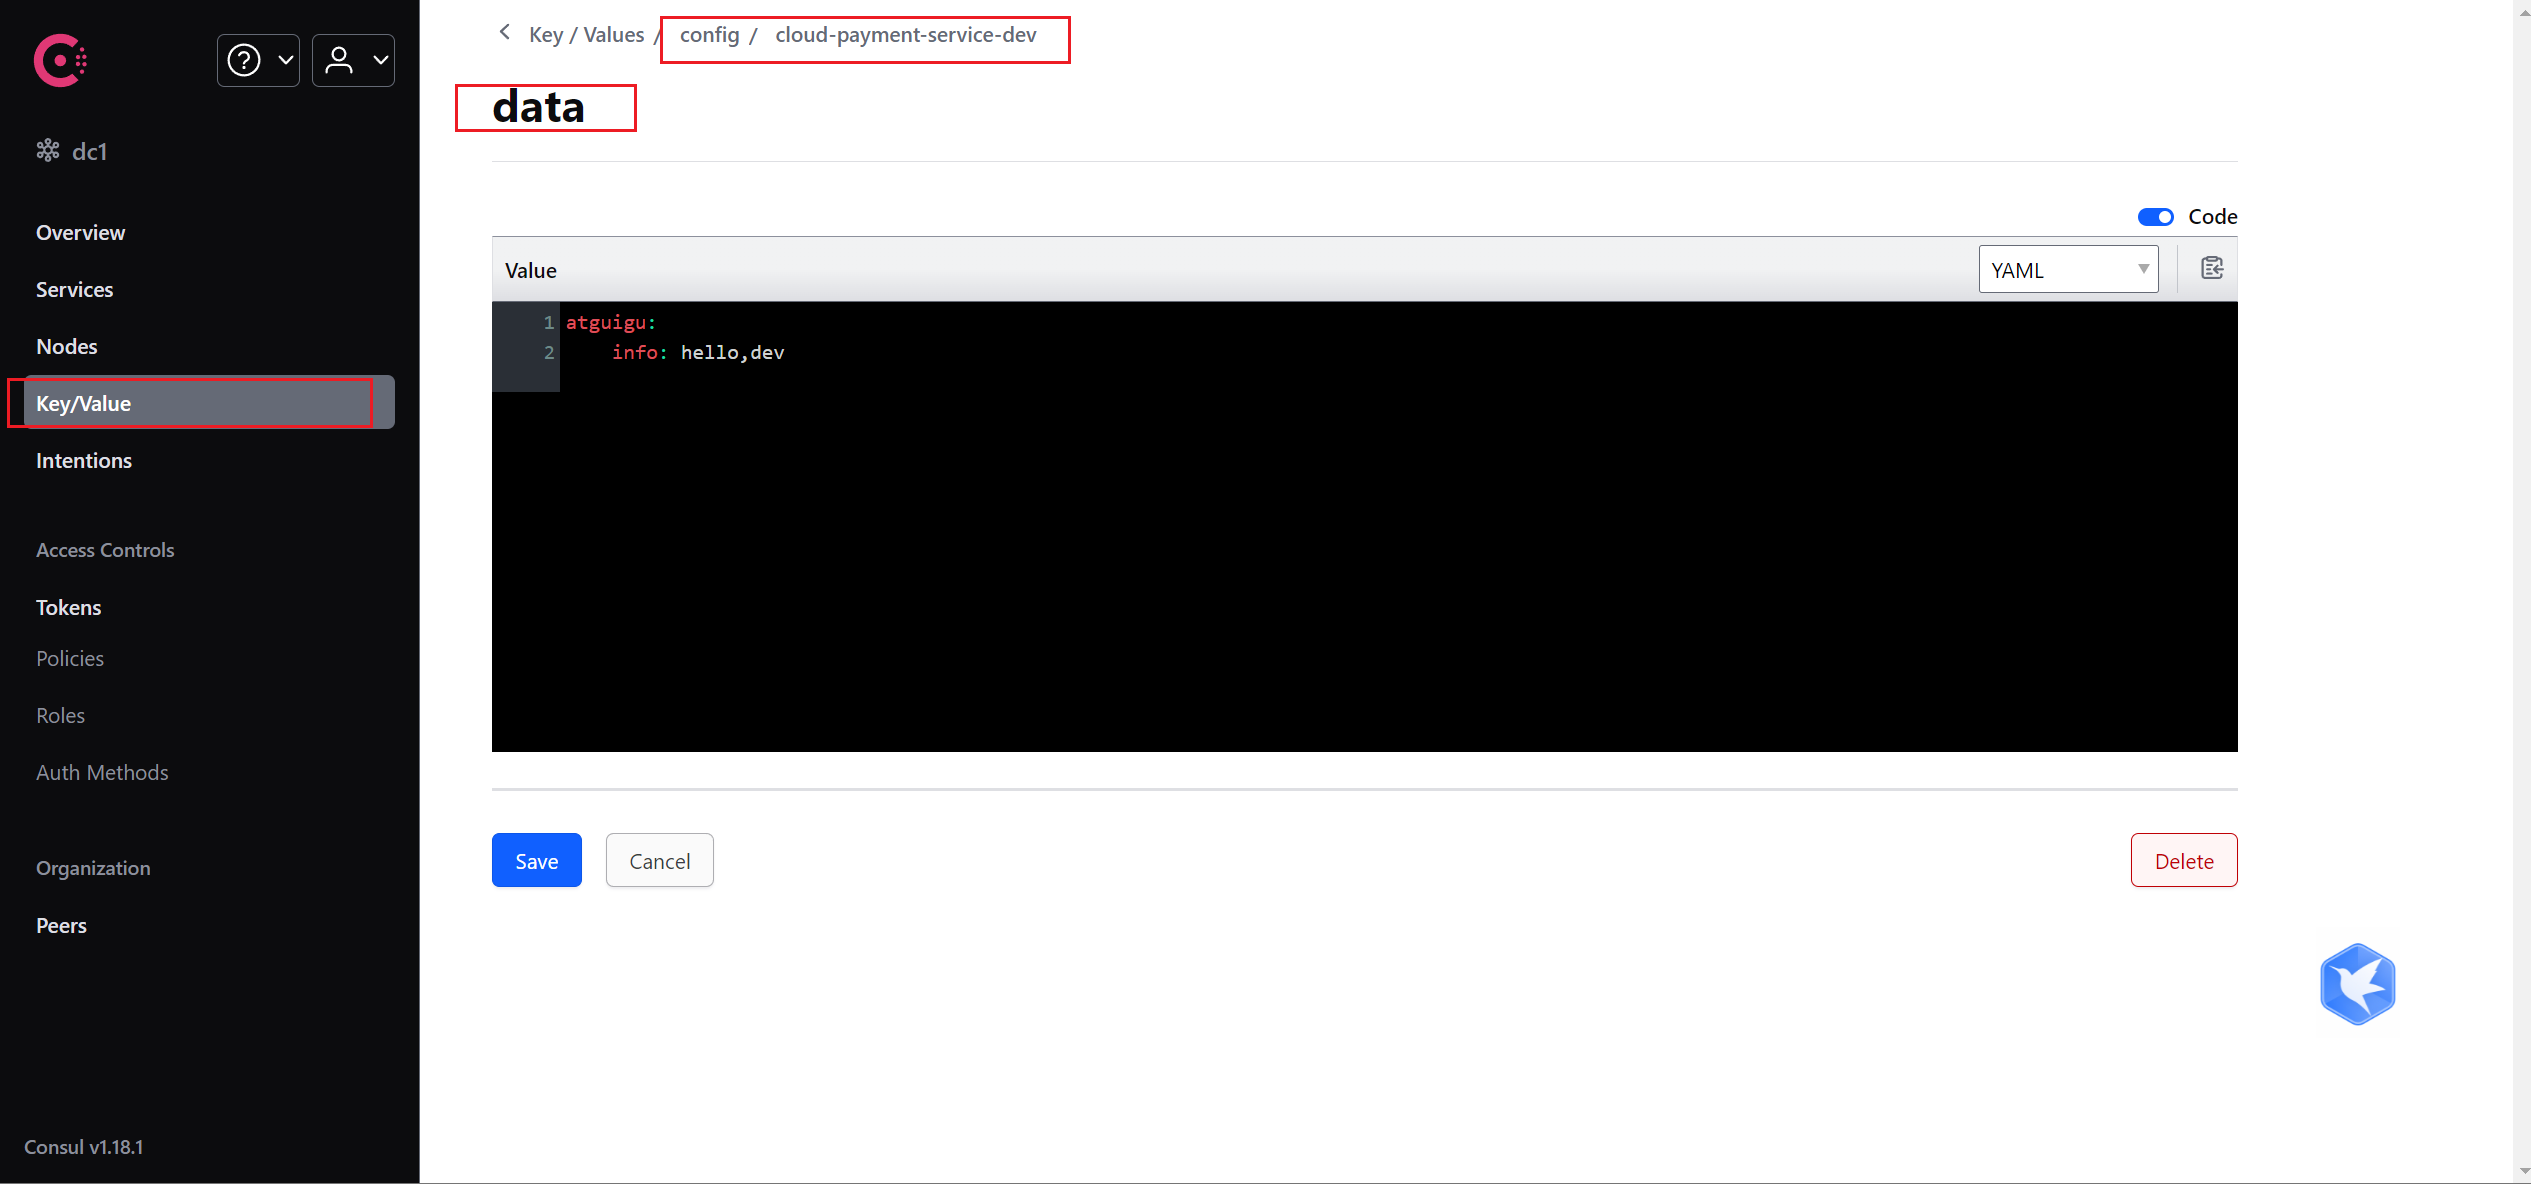 dc1
Overview
Services
Nodes
Key/Value
Intentions
Access Controls
Tokens
Policies
Roles
Auth Methods
Organization
Peers
Consul v1.18.1
Key / Values / config / cloud-payment-service-dev
data
Code
Value
YAML
1 atguigu:
2 info: hello,dev
Save
Cancel
Delete